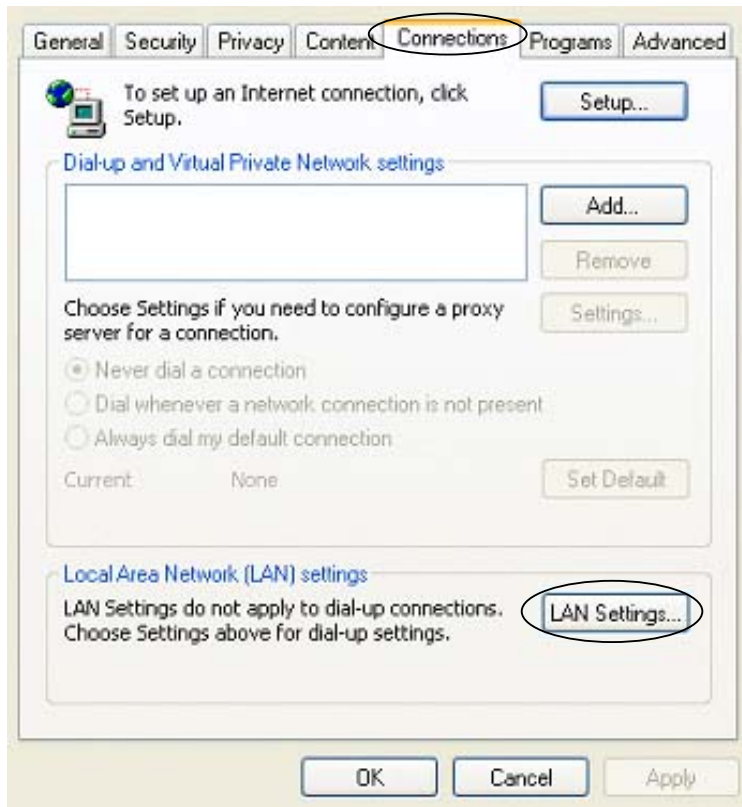 General Security Privacy Content Connections Programs Advanced
To set up an Internet connection, click
Setup.
Setup...
Dial-up and Virtual Private Network settings
Add...
Remove
Choose Settings if you need to configure a proxy
server for a connection.
Settings...
Never dial a connection
Dial whenever a network connection is not present
Always dial my default connection
Current None Set Default
Local Area Network (LAN) settings
LAN Settings do not apply to dial-up connections.
Choose Settings above for dial-up settings.
LAN Settings...
OK Cancel Apply